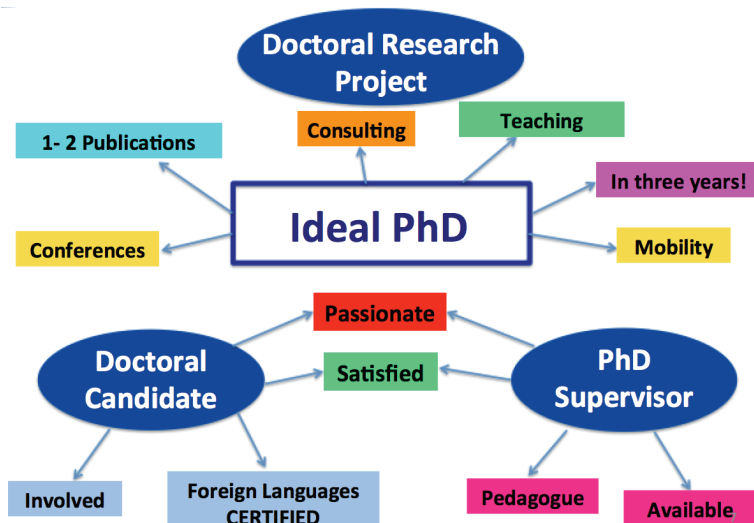 Doctoral Research
Project
Consulting
Teaching
1- 2 Publications
In three years!
Ideal PhD
Conferences
Mobility
Passionate
Doctoral
Candidate
PhD
Supervisor
Satisfied
Involved
Foreign Languages
CERTIFIED
Pedagogue
Available